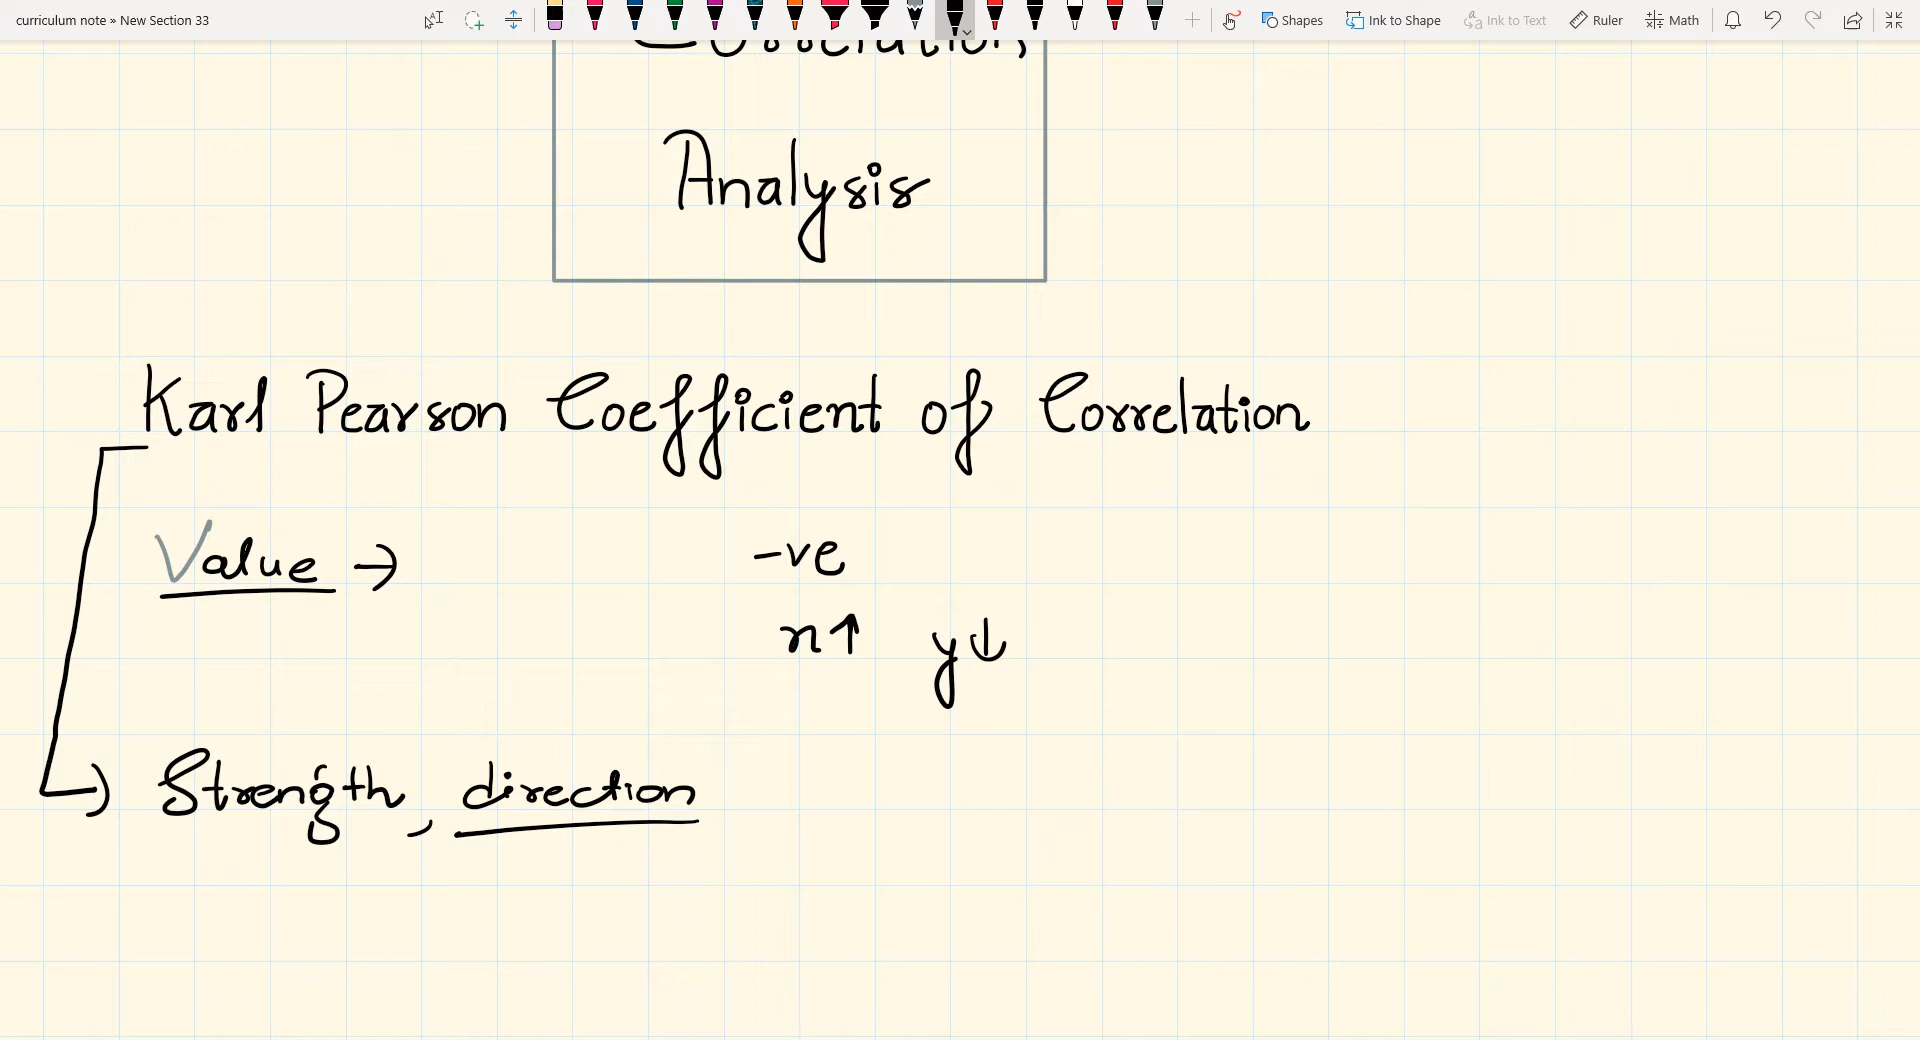 curriculum note » New Section 33
Shapes Ink to Shape Ink to Text Ruler Math
Correlation,
Analysis
Karl Pearson Coefficient of Correlation
Value → -ve
x↑ y↓
Strength, direction